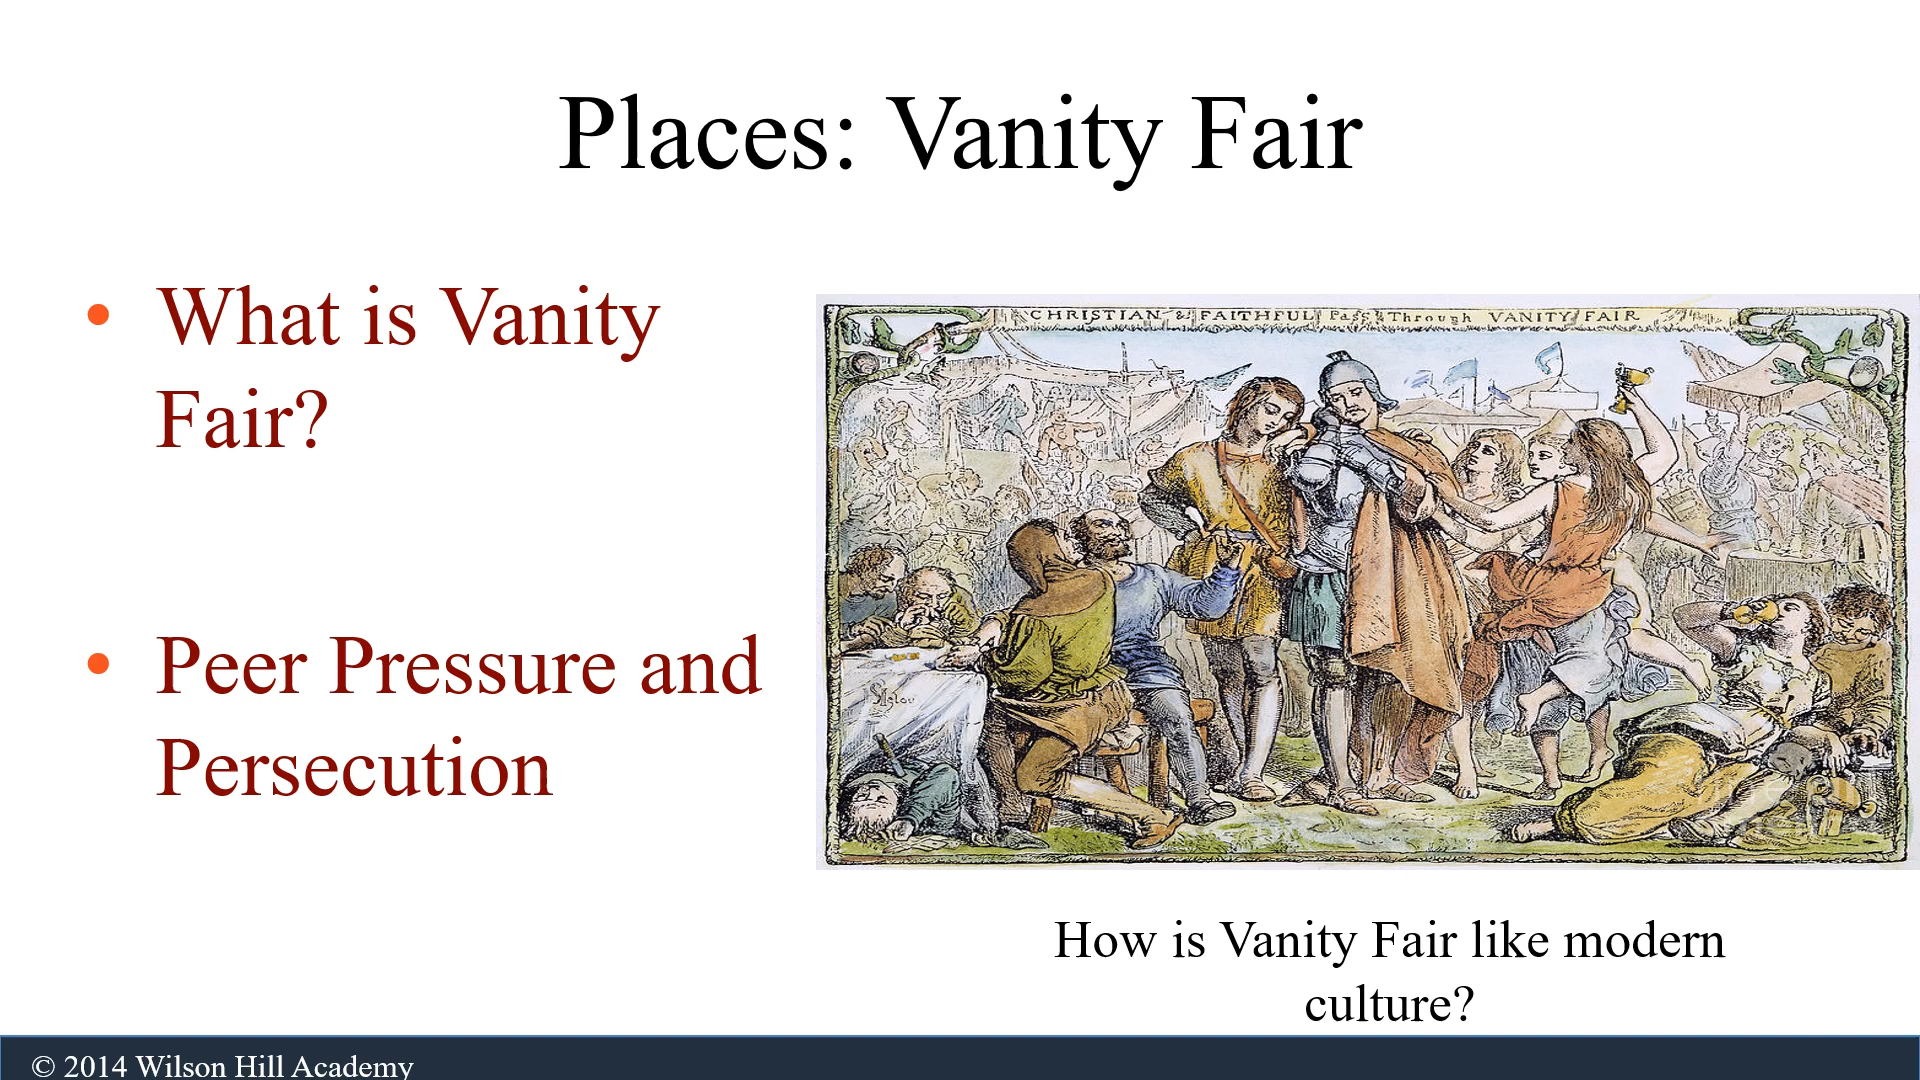 Places: Vanity Fair
What is Vanity
Fair?
Peer Pressure and
Persecution
CHRISTIAN & FAITHFUL Pass Through VANITY FAIR
How is Vanity Fair like modern
culture?
© 2014 Wilson Hill Academy